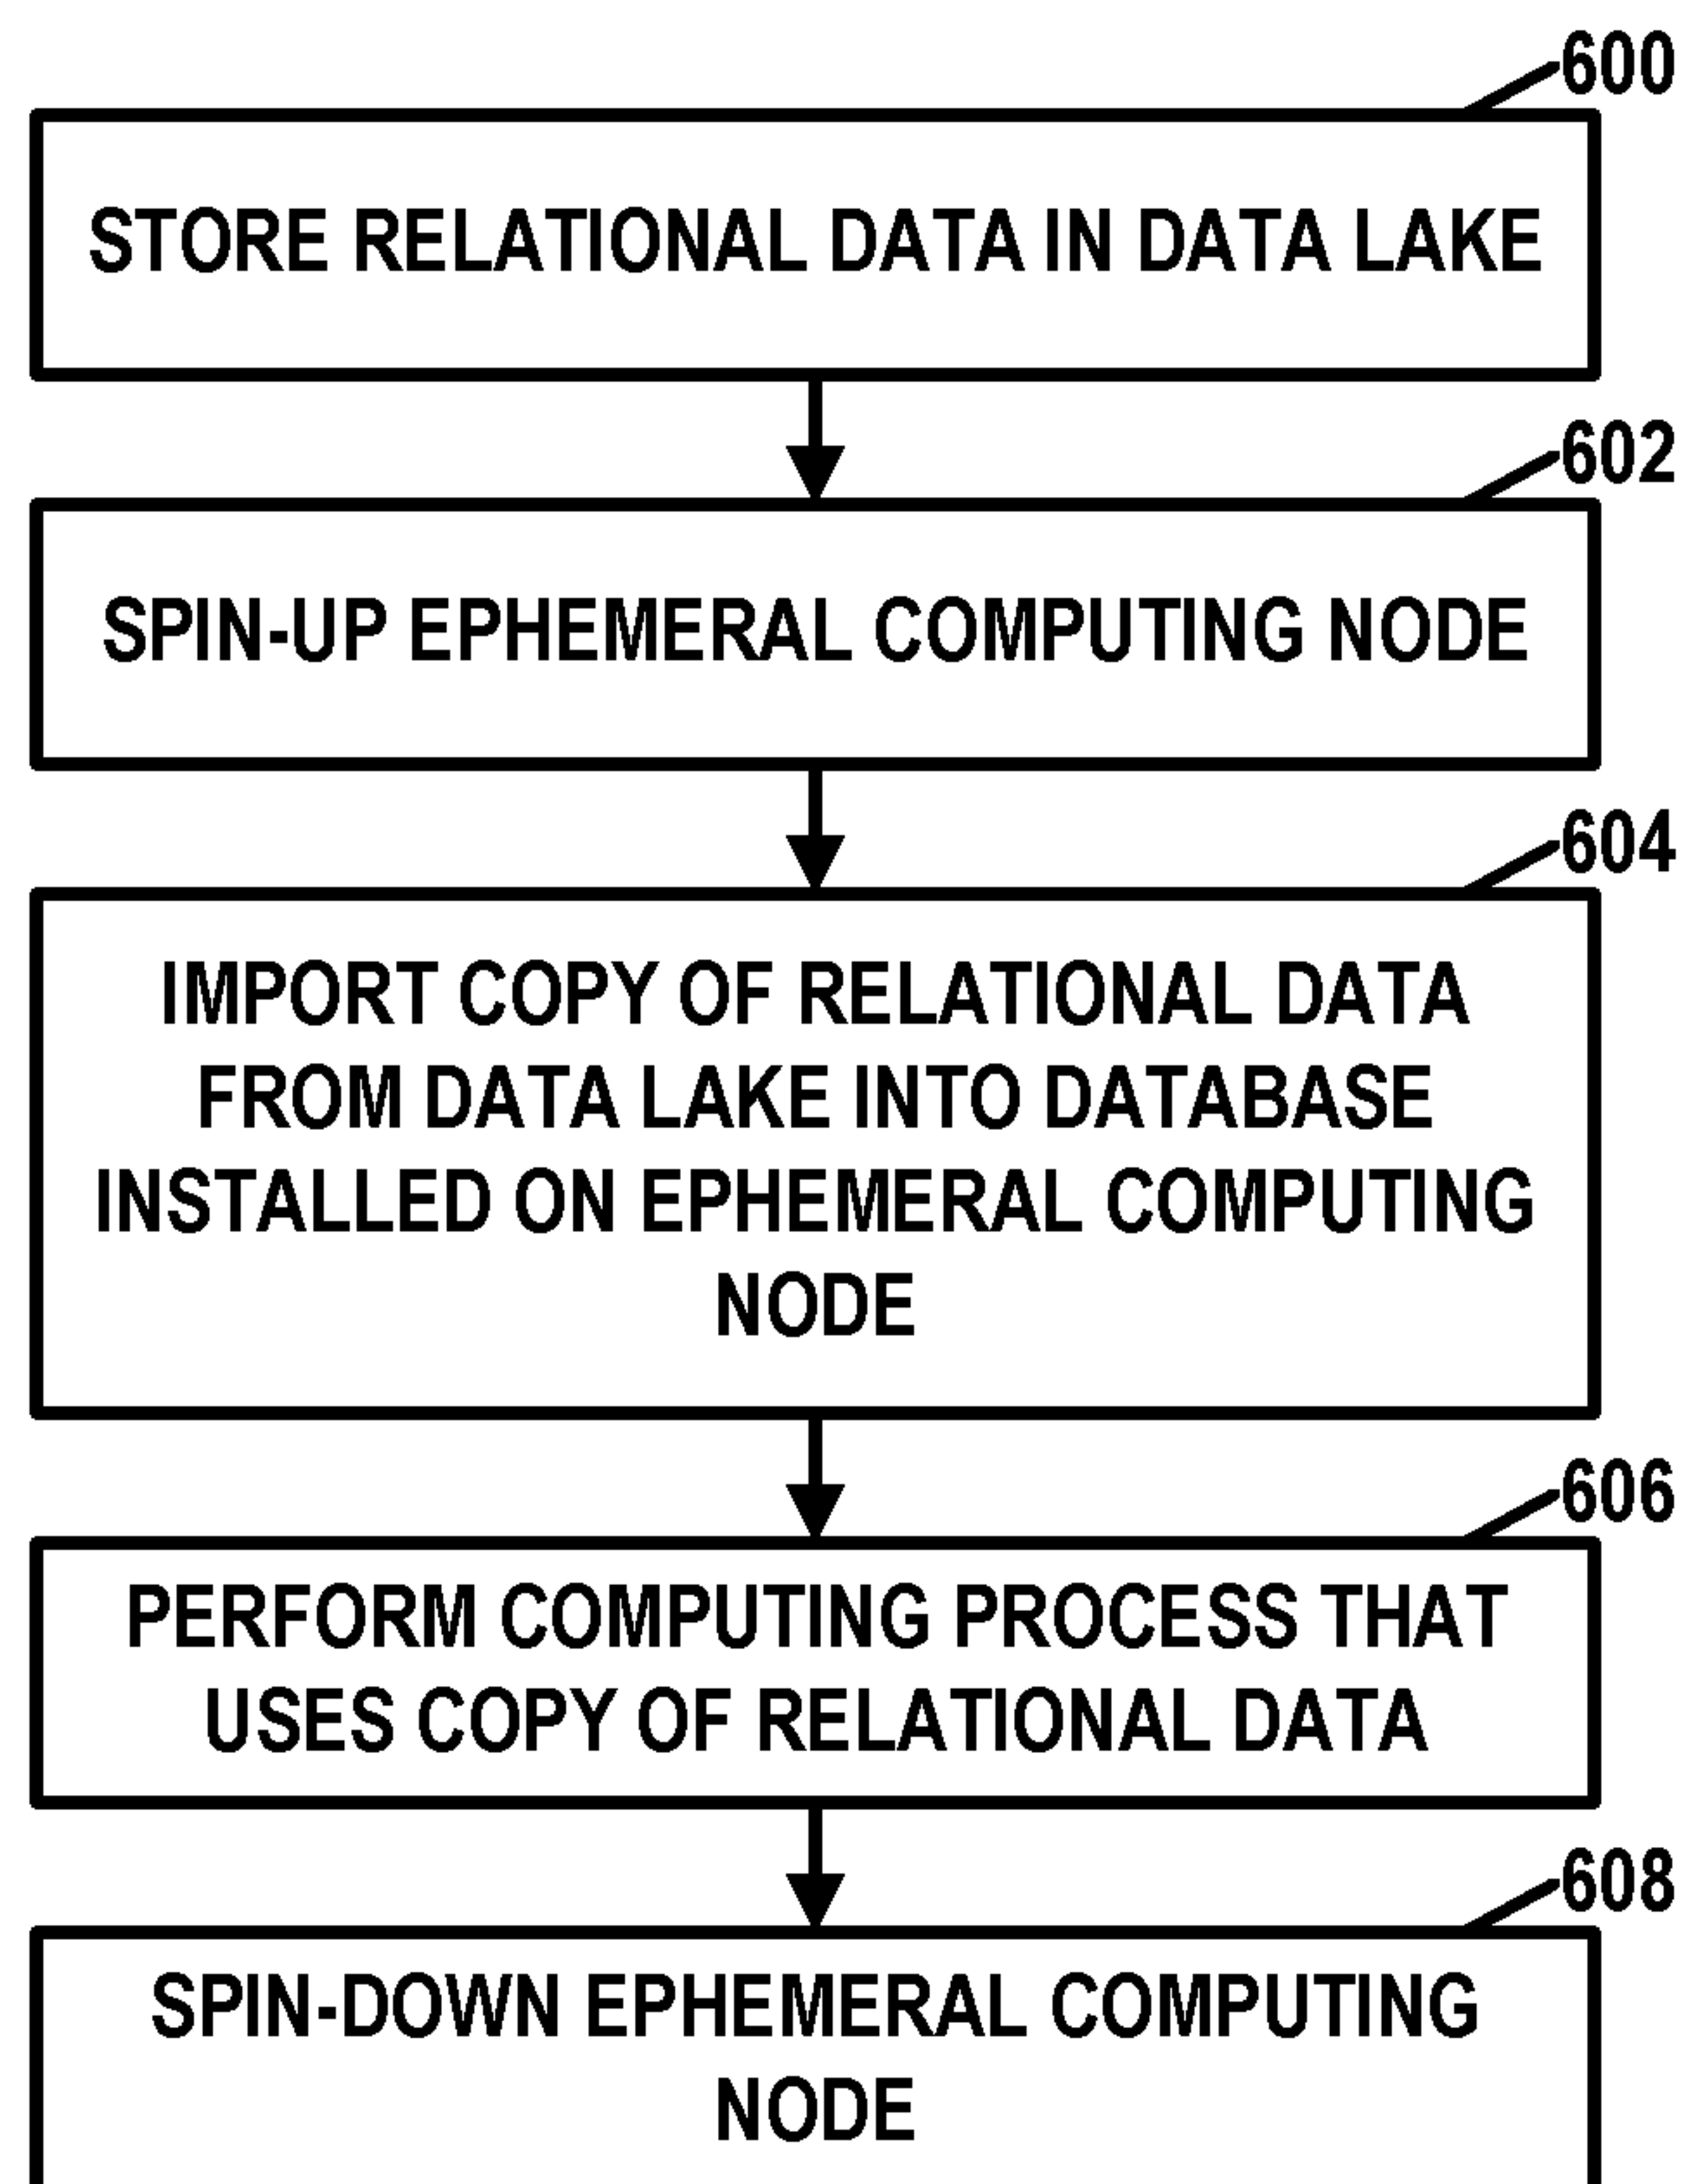 600
STORE RELATIONAL DATA IN DATA LAKE
602
SPIN-UP EPHEMERAL COMPUTING NODE
604
IMPORT COPY OF RELATIONAL DATA
FROM DATA LAKE INTO DATABASE
INSTALLED ON EPHEMERAL COMPUTING
NODE
606
PERFORM COMPUTING PROCESS THAT
USES COPY OF RELATIONAL DATA
608
SPIN-DOWN EPHEMERAL COMPUTING
NODE